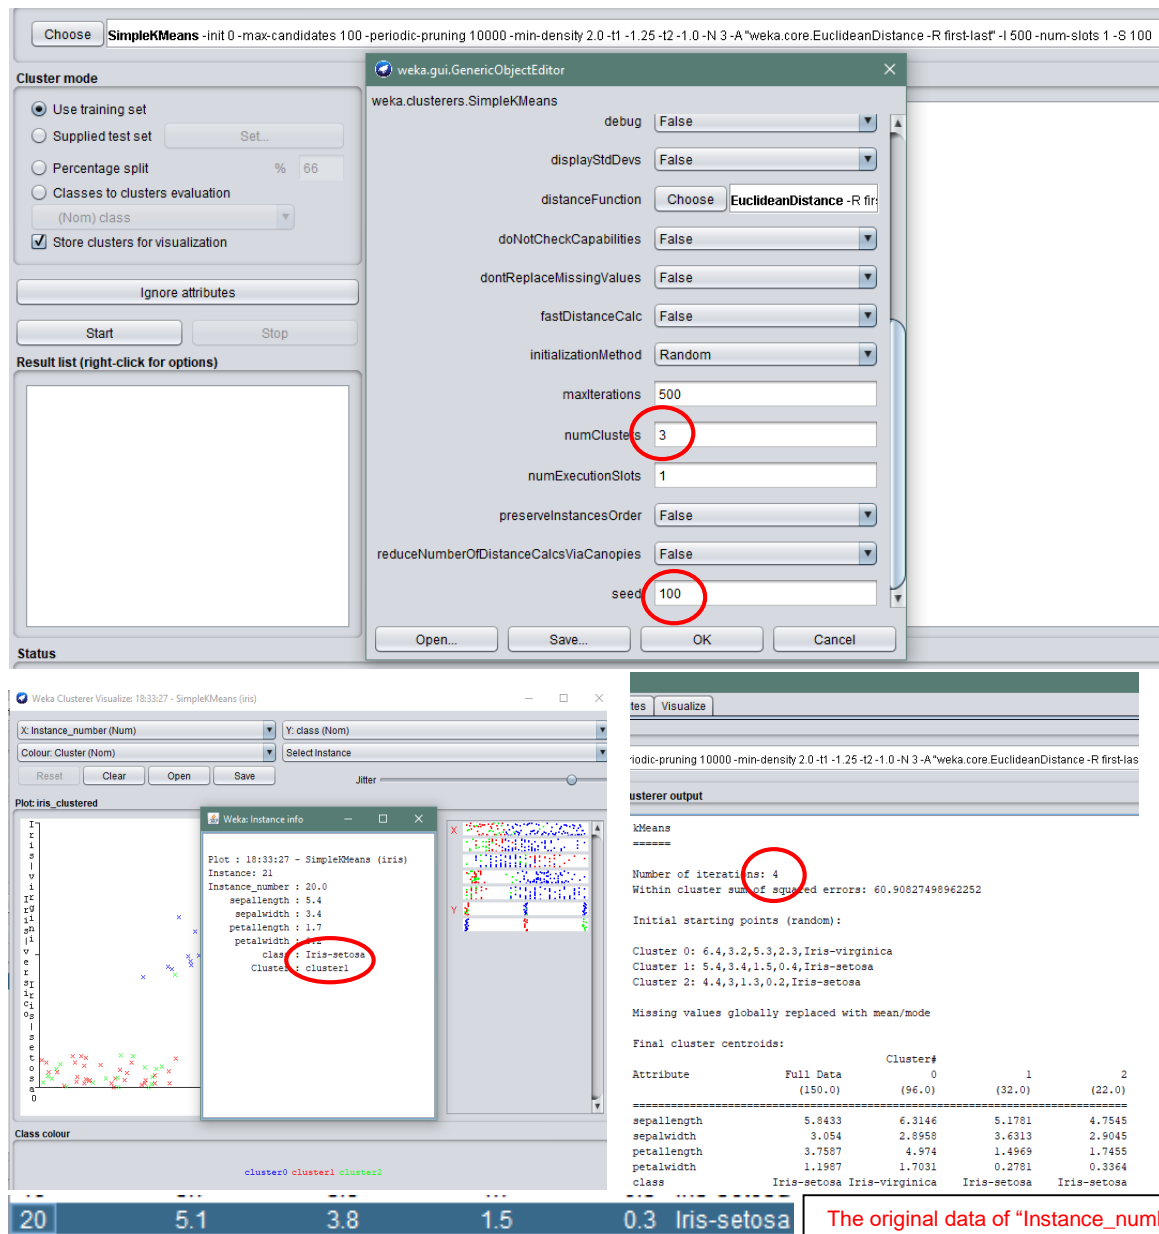 Choose SimpleKMeans -init 0 -max-candidates 100 -periodic-pruning 10000 -min-density 2.0 -t1 -1.25 -t2 -1.0 -N 3 -A "weka.core.EuclideanDistance -R first-last" -I 500 -num-slots 1 -S 100
Cluster mode
Use training set
Supplied test set Set...
Percentage split % 66
Classes to clusters evaluation
(Nom) class
Store clusters for visualization
Ignore attributes
Start Stop
Result list (right-click for options)
Status
weka.gui.GenericObjectEditor
weka.clusterers.SimpleKMeans
debug False
displayStdDevs False
distanceFunction Choose EuclideanDistance -R fir
doNotCheckCapabilities False
dontReplaceMissingValues False
fastDistanceCalc False
initializationMethod Random
maxIterations 500
numClusters 3
numExecutionSlots 1
preserveInstancesOrder False
reduceNumberOfDistanceCalcsViaCanopies False
seed 100
Open... Save... OK Cancel
Weka Clusterer Visualize: 18:33:27 - SimpleKMeans (iris)
X: Instance_number (Num) Y: class (Nom)
Colour: Cluster (Nom) Select Instance
Reset Clear Open Save Jitter
Plot: iris_clustered
0
X
Y
Weka: Instance info
Plot : 18:33:27 - SimpleKMeans (iris)
Instance: 21
Instance_number : 20.0
sepallength : 5.4
sepalwidth : 3.4
petallength : 1.7
petalwidth :
class : Iris-setosa
Cluster : cluster1
Class colour
cluster0 cluster1 cluster2
tes Visualize
riodic-pruning 10000 -min-density 2.0 -t1 -1.25 -t2 -1.0 -N 3 -A "weka.core.EuclideanDistance -R first-las
usterer output
kMeans
======
Number of iterations: 4
Within cluster sum of squared errors: 60.90827498962252
Initial starting points (random):
Cluster 0: 6.4,3.2,5.3,2.3,Iris-virginica
Cluster 1: 5.4,3.4,1.5,0.4,Iris-setosa
Cluster 2: 4.4,3,1.3,0.2,Iris-setosa
Missing values globally replaced with mean/mode
Final cluster centroids:
Cluster#
Attribute Full Data 0 1 2
(150.0) (96.0) (32.0) (22.0)
sepallength 5.8433 6.3146 5.1781 4.7545
sepalwidth 3.054 2.8958 3.6313 2.9045
petallength 3.7587 4.974 1.4969 1.7455
petalwidth 1.1987 1.7031 0.2781 0.3364
class Iris-setosa Iris-virginica Iris-setosa Iris-setosa
20 5.1 3.8 1.5 0.3 Iris-setosa
The original data of “Instance_num